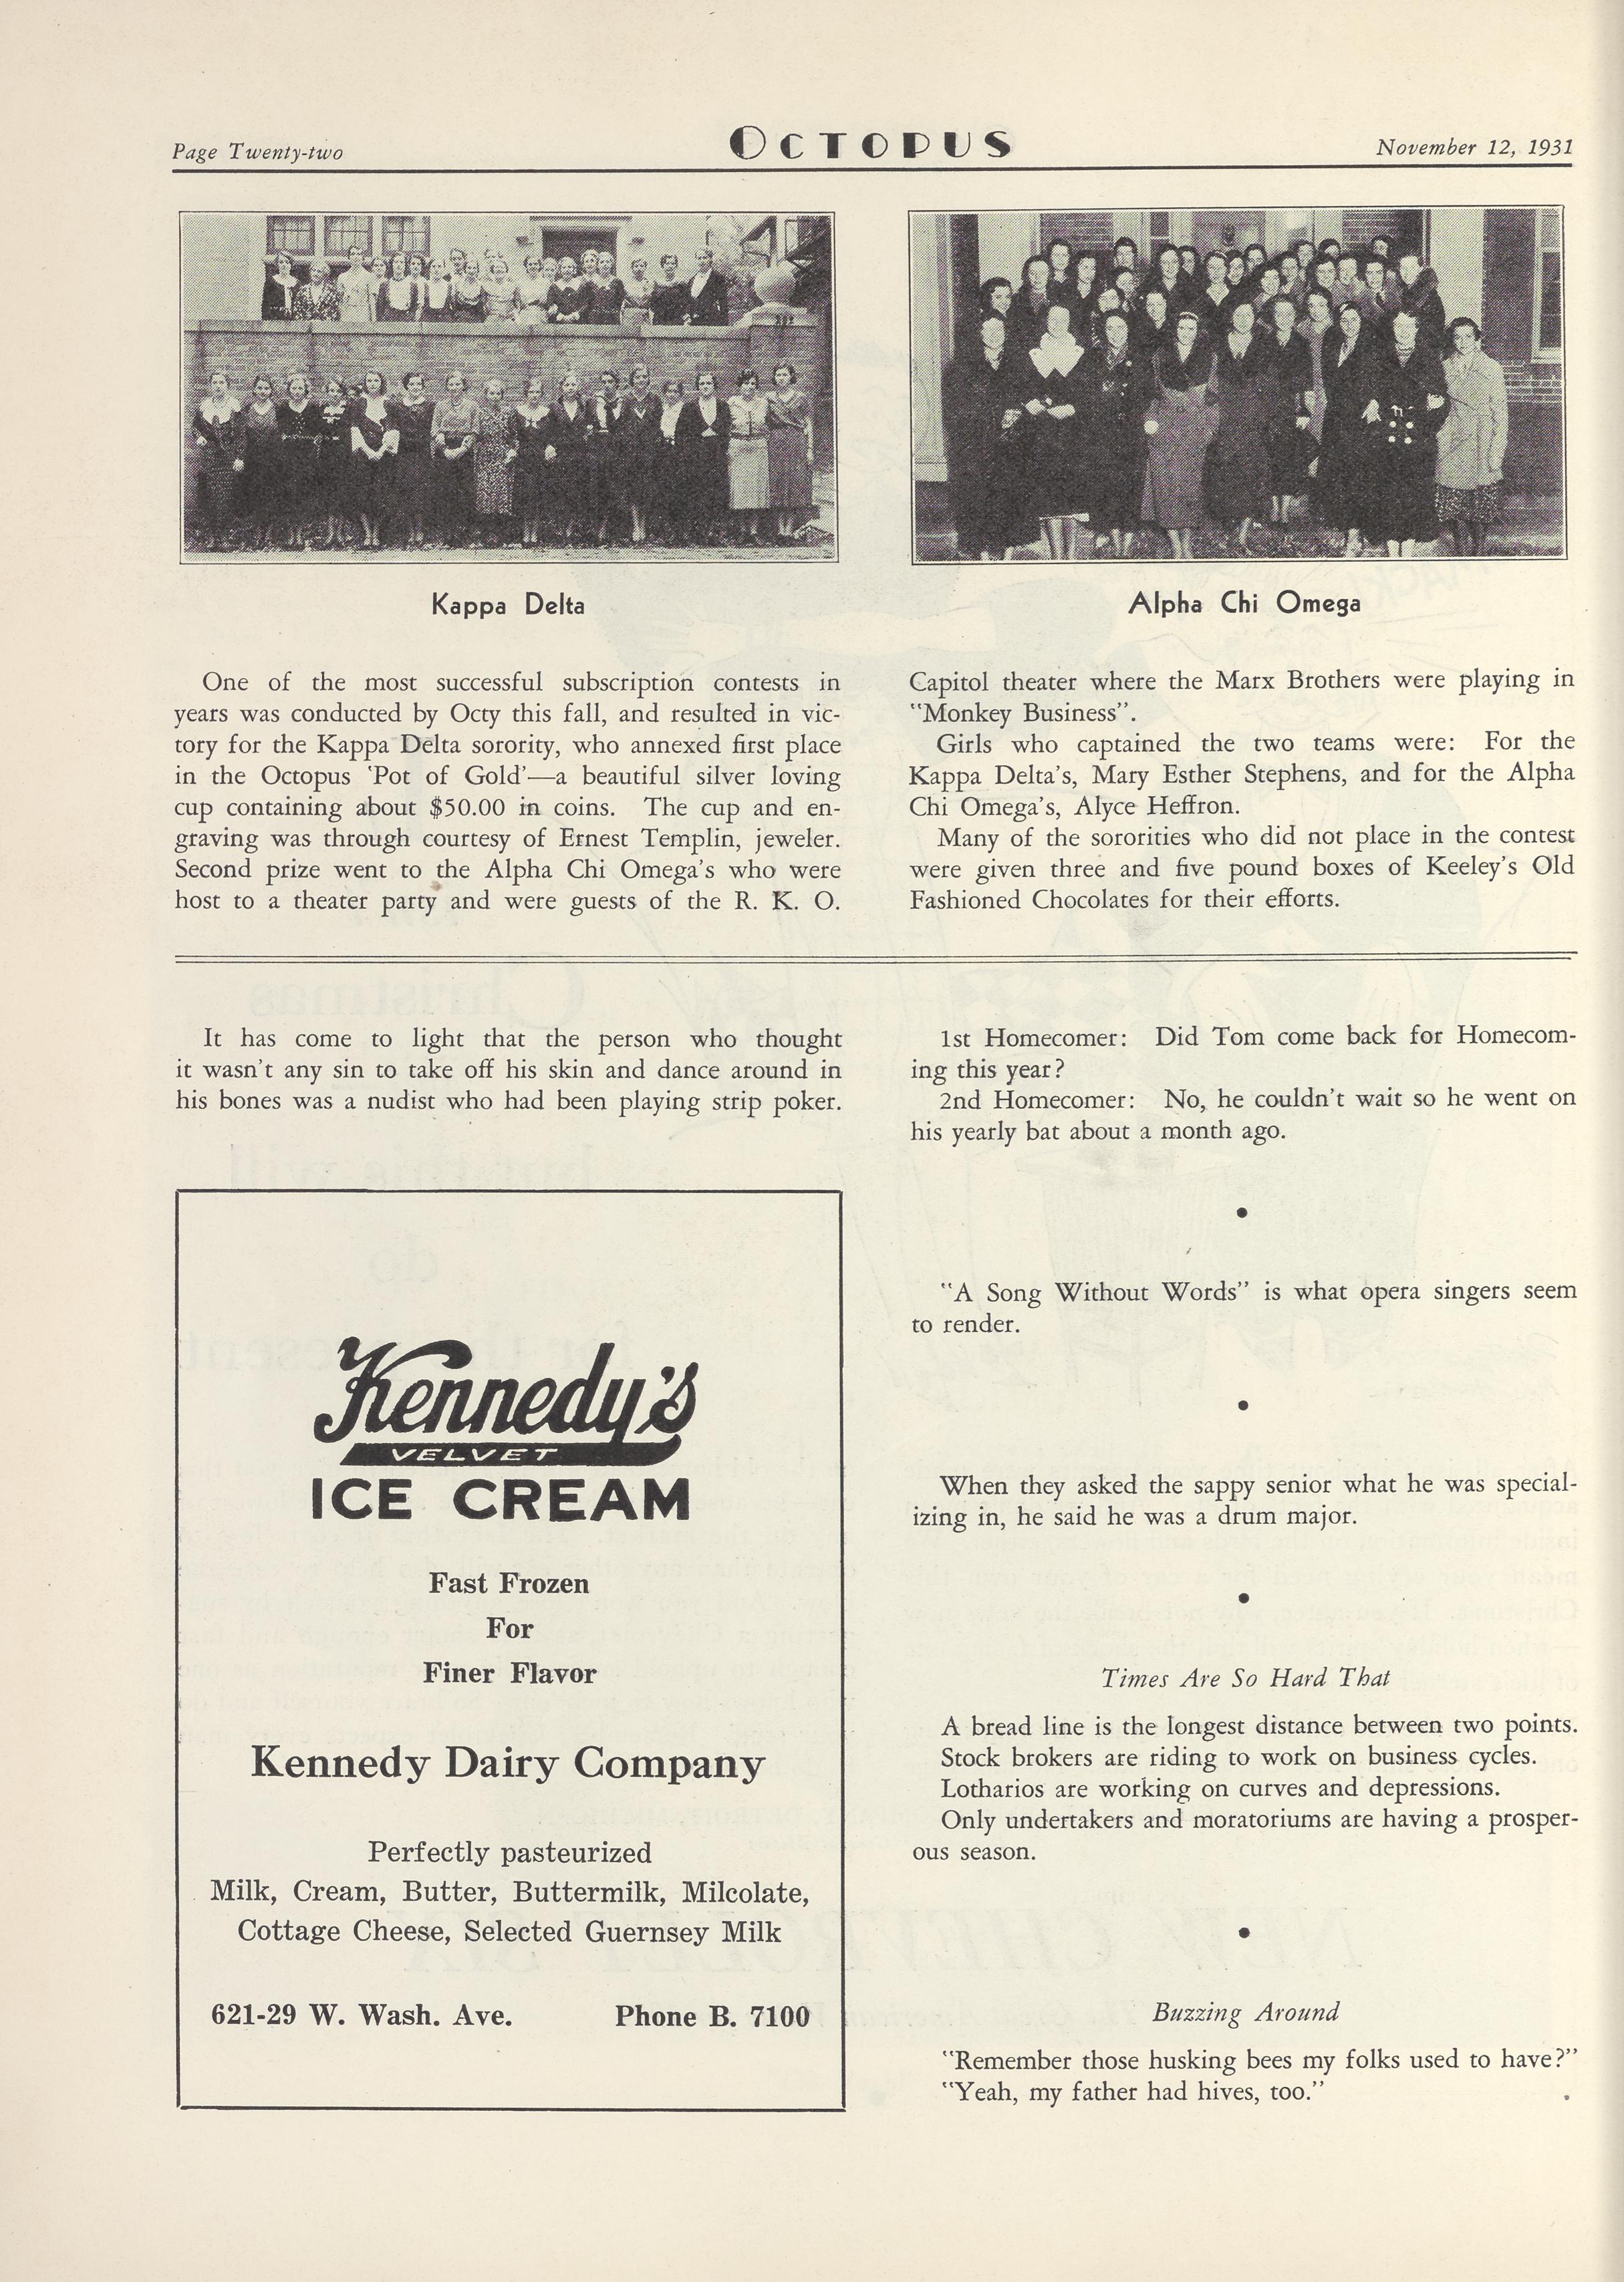 Page Twenty-two
OCTOPUS
November 12, 1931
Kappa Delta
Alpha Chi Omega
One of the most successful subscription contests in
years was conducted by Octy this fall, and resulted in vic-
tory for the Kappa Delta sorority, who annexed first place
in the Octopus 'Pot of Gold'—a beautiful silver loving
cup containing about $50.00 in coins. The cup and en-
graving was through courtesy of Ernest Templin, jeweler.
Second prize went to the Alpha Chi Omega's who were
host to a theater party and were guests of the R. K. O.
Capitol theater where the Marx Brothers were playing in
"Monkey Business".
Girls who captained the two teams were: For the
Kappa Delta's, Mary Esther Stephens, and for the Alpha
Chi Omega's, Alyce Heffron.
Many of the sororities who did not place in the contest
were given three and five pound boxes of Keeley's Old
Fashioned Chocolates for their efforts.
It has come to light that the person who thought
it wasn't any sin to take off his skin and dance around in
his bones was a nudist who had been playing strip poker.
Kennedy's
VELVET
ICE CREAM
Fast Frozen
For
Finer Flavor
Kennedy Dairy Company
Perfectly pasteurized
Milk, Cream, Butter, Buttermilk, Milcolate,
Cottage Cheese, Selected Guernsey Milk
621-29 W. Wash. Ave. Phone B. 7100
1st Homecomer: Did Tom come back for Homecom-
ing this year?
2nd Homecomer: No, he couldn't wait so he went on
his yearly bat about a month ago.
•
"A Song Without Words" is what opera singers seem
to render.
•
When they asked the sappy senior what he was special-
izing in, he said he was a drum major.
•
Times Are So Hard That
A bread line is the longest distance between two points.
Stock brokers are riding to work on business cycles.
Lotharios are working on curves and depressions.
Only undertakers and moratoriums are having a prosper-
ous season.
•
Buzzing Around
"Remember those husking bees my folks used to have?"
"Yeah, my father had hives, too."